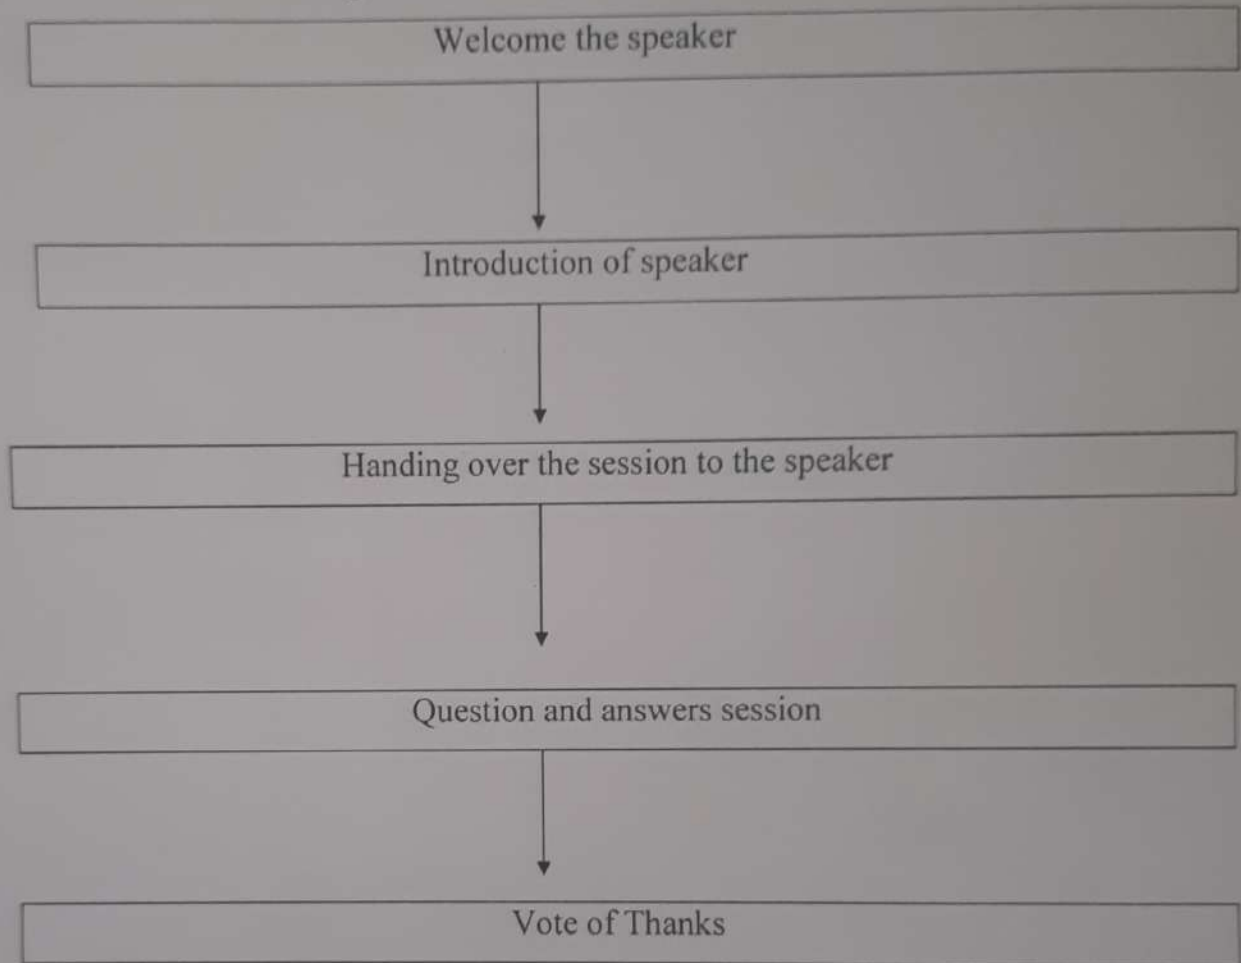 Welcome the speaker
Introduction of speaker
Handing over the session to the speaker
Question and answers session
Vote of Thanks